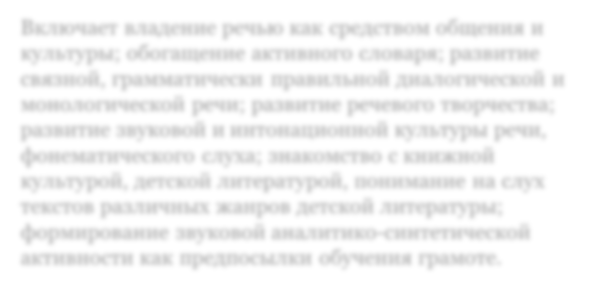 Включает владение речью как средством общения и
культуры; обогащение активного словаря; развитие
связной, грамматически правильной диалогической и
монологической речи; развитие речевого творчества;
развитие звуковой и интонационной культуры речи,
фонематического слуха; знакомство с книжной
культурой, детской литературой, понимание на слух
текстов различных жанров детской литературы;
формирование звуковой аналитико-синтетической
активности как предпосылки обучения грамоте.